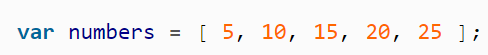 var numbers = [ 5, 10, 15, 20, 25 ];